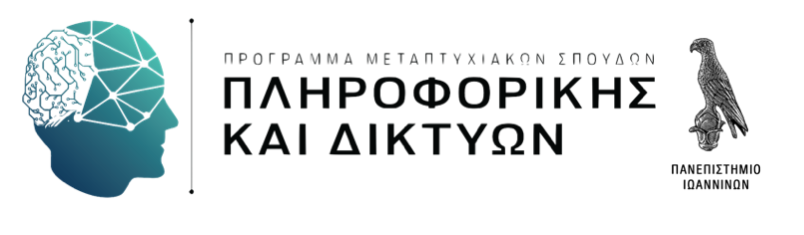 ΠΡΟΓΡΑΜΜΑ ΜΕΤΑΠΤΥΧΙΑΚΩΝ ΣΠΟΥΔΩΝ
ΠΛΗΡΟΦΟΡΙΚΗΣ
ΚΑΙ ΔΙΚΤΥΩΝ
ΠΑΝΕΠΙΣΤΗΜΙΟ
ΙΩΑΝΝΙΝΩΝ